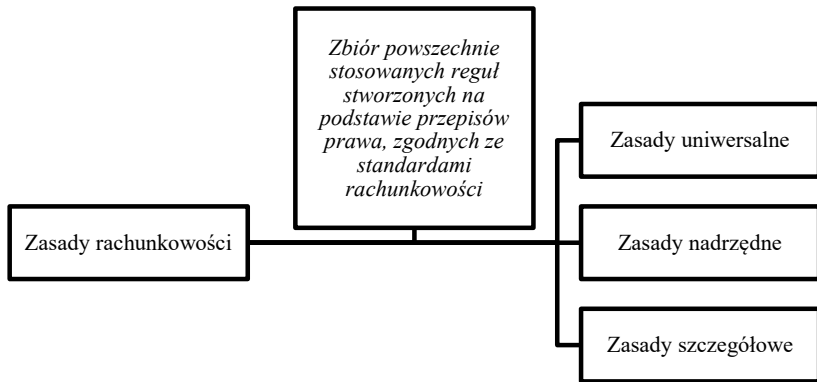 Zbiór powszechnie
stosowanych reguł
stworzonych na
podstawie przepisów
prawa, zgodnych ze
standardami
rachunkowości
Zasady rachunkowości
Zasady uniwersalne
Zasady nadrzędne
Zasady szczegółowe